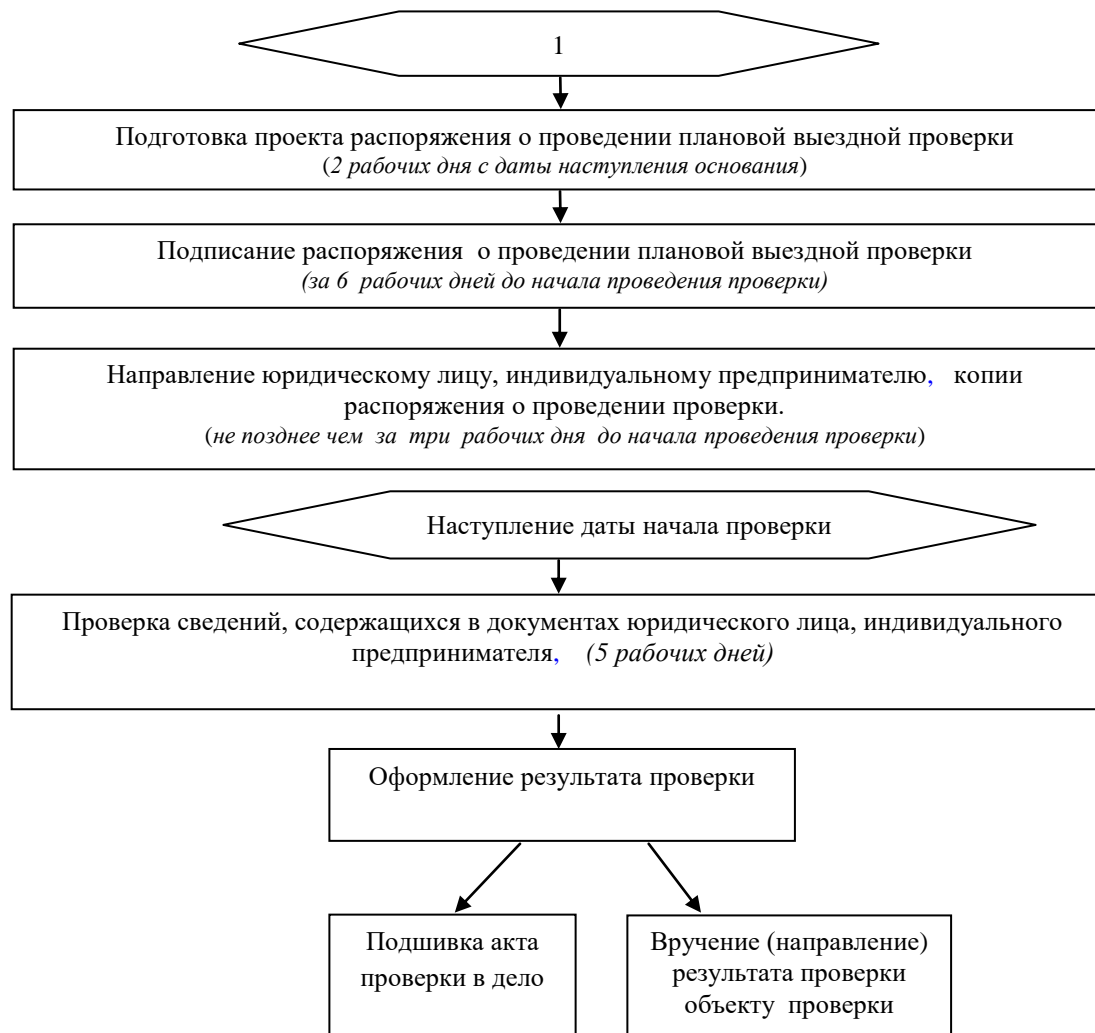 1
Подготовка проекта распоряжения о проведении плановой выездной проверки
(2 рабочих дня с даты наступления основания)
Подписание распоряжения о проведении плановой выездной проверки
(за 6 рабочих дней до начала проведения проверки)
Направление юридическому лицу, индивидуальному предпринимателю, копии
распоряжения о проведении проверки.
(не позднее чем за три рабочих дня до начала проведения проверки)
Наступление даты начала проверки
Проверка сведений, содержащихся в документах юридического лица, индивидуального
предпринимателя, (5 рабочих дней)
Оформление результата проверки
Подшивка акта
проверки в дело
Вручение (направление)
результата проверки
объекту проверки